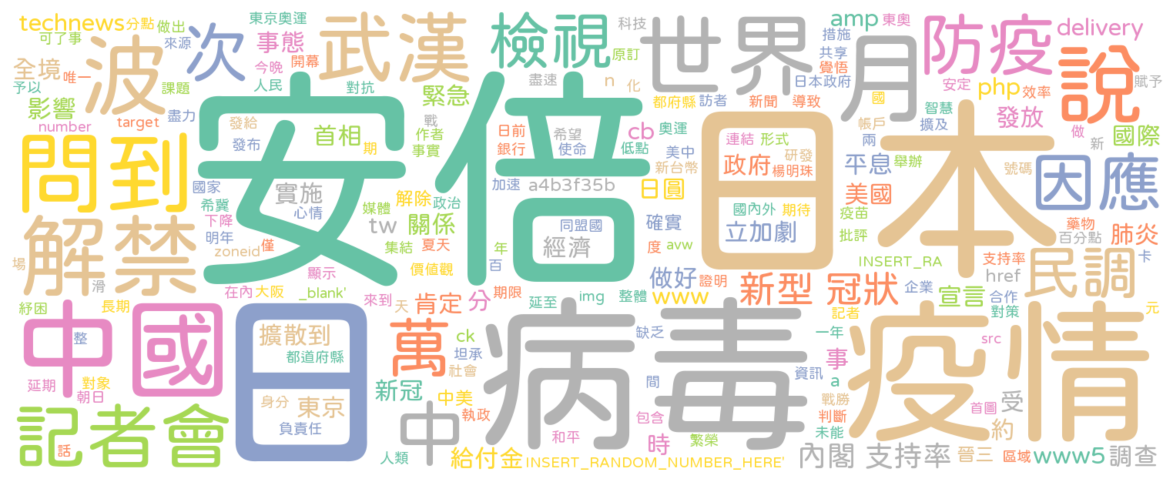 technews 分點 做出 東京奧運 武漢 檢視 世界 科技 amp 東奧 防疫 delivery
可了事 來源 波 次 事態 開幕 原訂 措施 月 說
全境 唯一 課題 今晚 對抗 共享 覺悟 安定 賦予
予以 影響 盡力 人民 緊急 盡速 n 化 日本政府 php 效率
number target 發給 戰 都府縣 訪者 新聞 導致 國 智慧 發放
問到 安倍 首相 作者 日前 希望 cb 奧運 日本 連結 形式 帳戶 兩 擴及 做 新 國際
發布 期 事實 銀行 使命 低點 美中 政府 研發 平息 舉辦 號碼 因應
國家 實施 解除 政治 加速 a4b3f35b 新台幣 楊明珠 美國
希翼 心情 媒體 關係 tw 日圓 國內外 期待 疫苗 藥物
解禁 下降 僅 集結 夏天 同盟國 確實 立加劇 批評 百分點 肺炎
明年 zoneid 年 經濟 度 avw 支持率 卡
場 滑 顯示 價值觀 百 做好 證明 INSERT_RA href 民調
紓困 長期 在內 大阪 _blank' 來到 天 肯定 分 期限 延至 img 整體 www 新型 冠狀 企業 宣言 合作 元
中國 整 日 擴散到 萬 ck 病毒 缺乏 記者 一年 對策 疫情
都道府縣 坦承 社會 事 src
延期 對象 朝日 新冠 間 資訊 a
身分 東京 中美 戰勝 首圖 受
記者會 負責任 中 執政 包含 判斷 約
話 人類 和平 時 繁榮 未能
給付金 INSERT_RANDOM_NUMBER_HERE' 內閣 支持率 晉三 區域 www5 調查